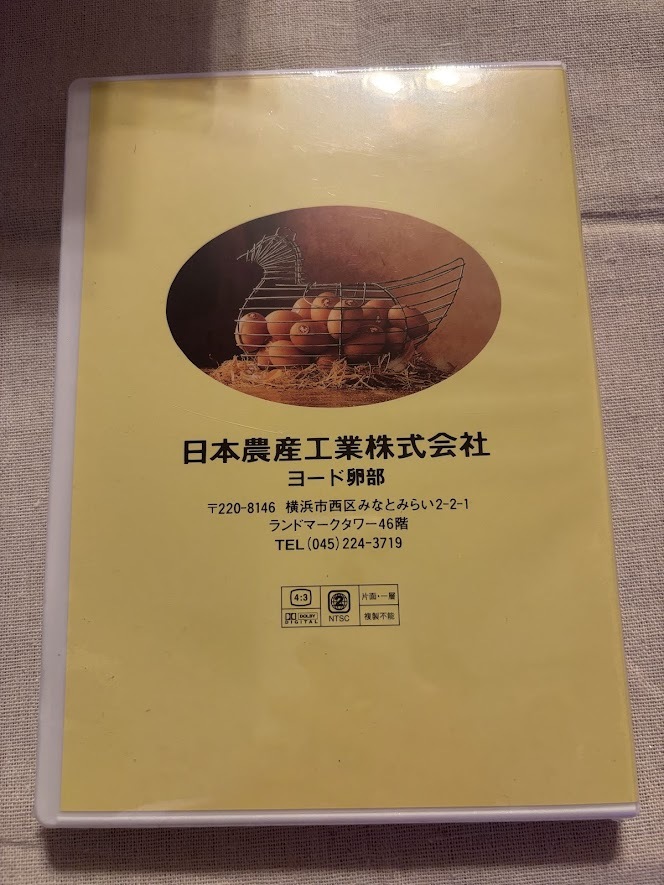 日本農産工業株式会社
ヨード卵部
〒220-8146 横浜市西区みなとみらい2-2-1
ランドマークタワー46階
TEL(045)224-3719
4:3
DOLBY
DIGITAL
2
NTSC
片面・一層
複製不能